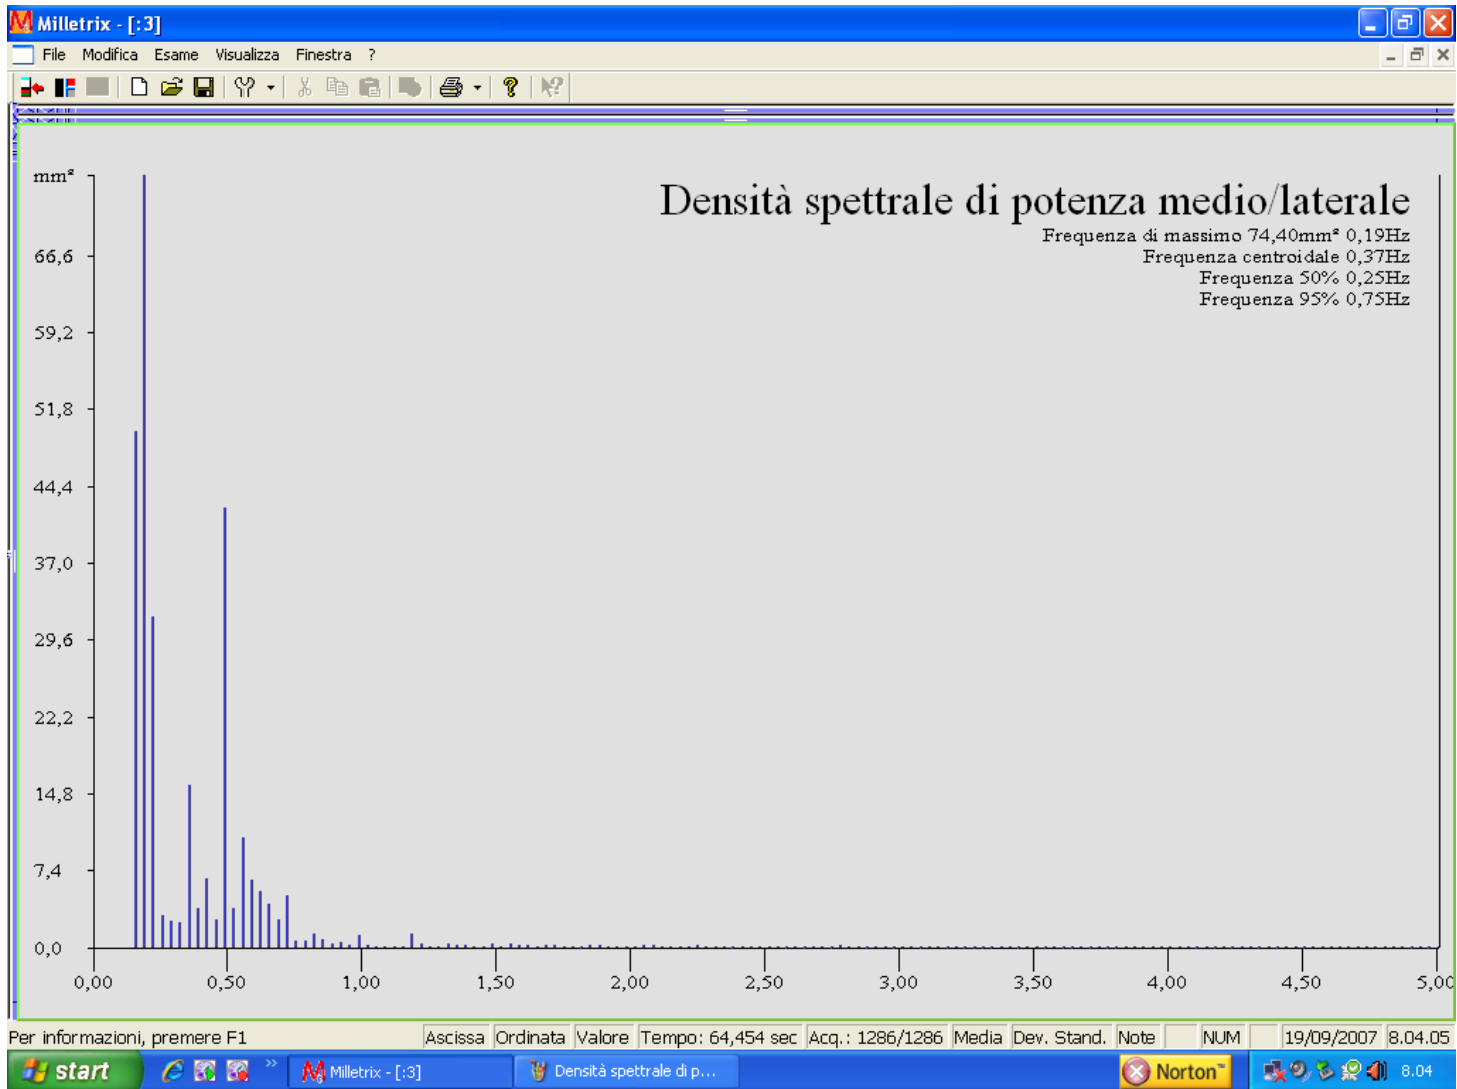 Milletrix - [:3]
File Modifica Esame Visualizza Finestra ?
mm²
Densità spettrale di potenza medio/laterale
Frequenza di massimo 74,40mm² 0,19Hz
Frequenza centroidale 0,37Hz
Frequenza 50% 0,25Hz
Frequenza 95% 0,75Hz
66,6
59,2
51,8
44,4
37,0
29,6
22,2
14,8
7,4
0,0
0,00 0,50 1,00 1,50 2,00 2,50 3,00 3,50 4,00 4,50 5,00
Per informazioni, premere F1 Ascissa Ordinata Valore Tempo: 64,454 sec Acq.: 1286/1286 Media Dev. Stand. Note NUM 19/09/2007 8.04.05
start Milletrix - [:3] Densità spettrale di p... Norton™ 8.04